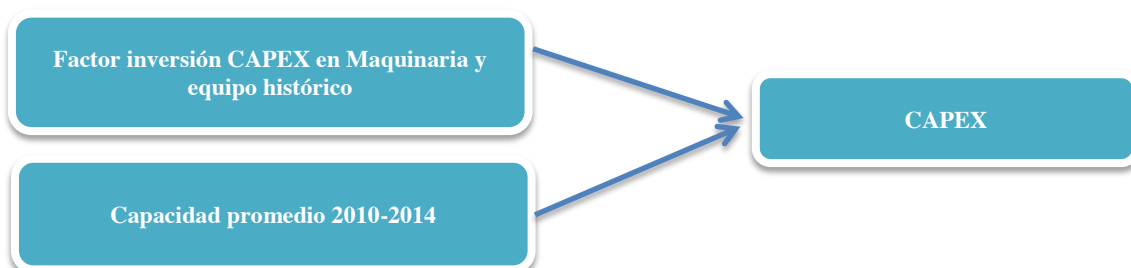 Factor inversión CAPEX en Maquinaria y
equipo histórico
CAPEX
Capacidad promedio 2010-2014